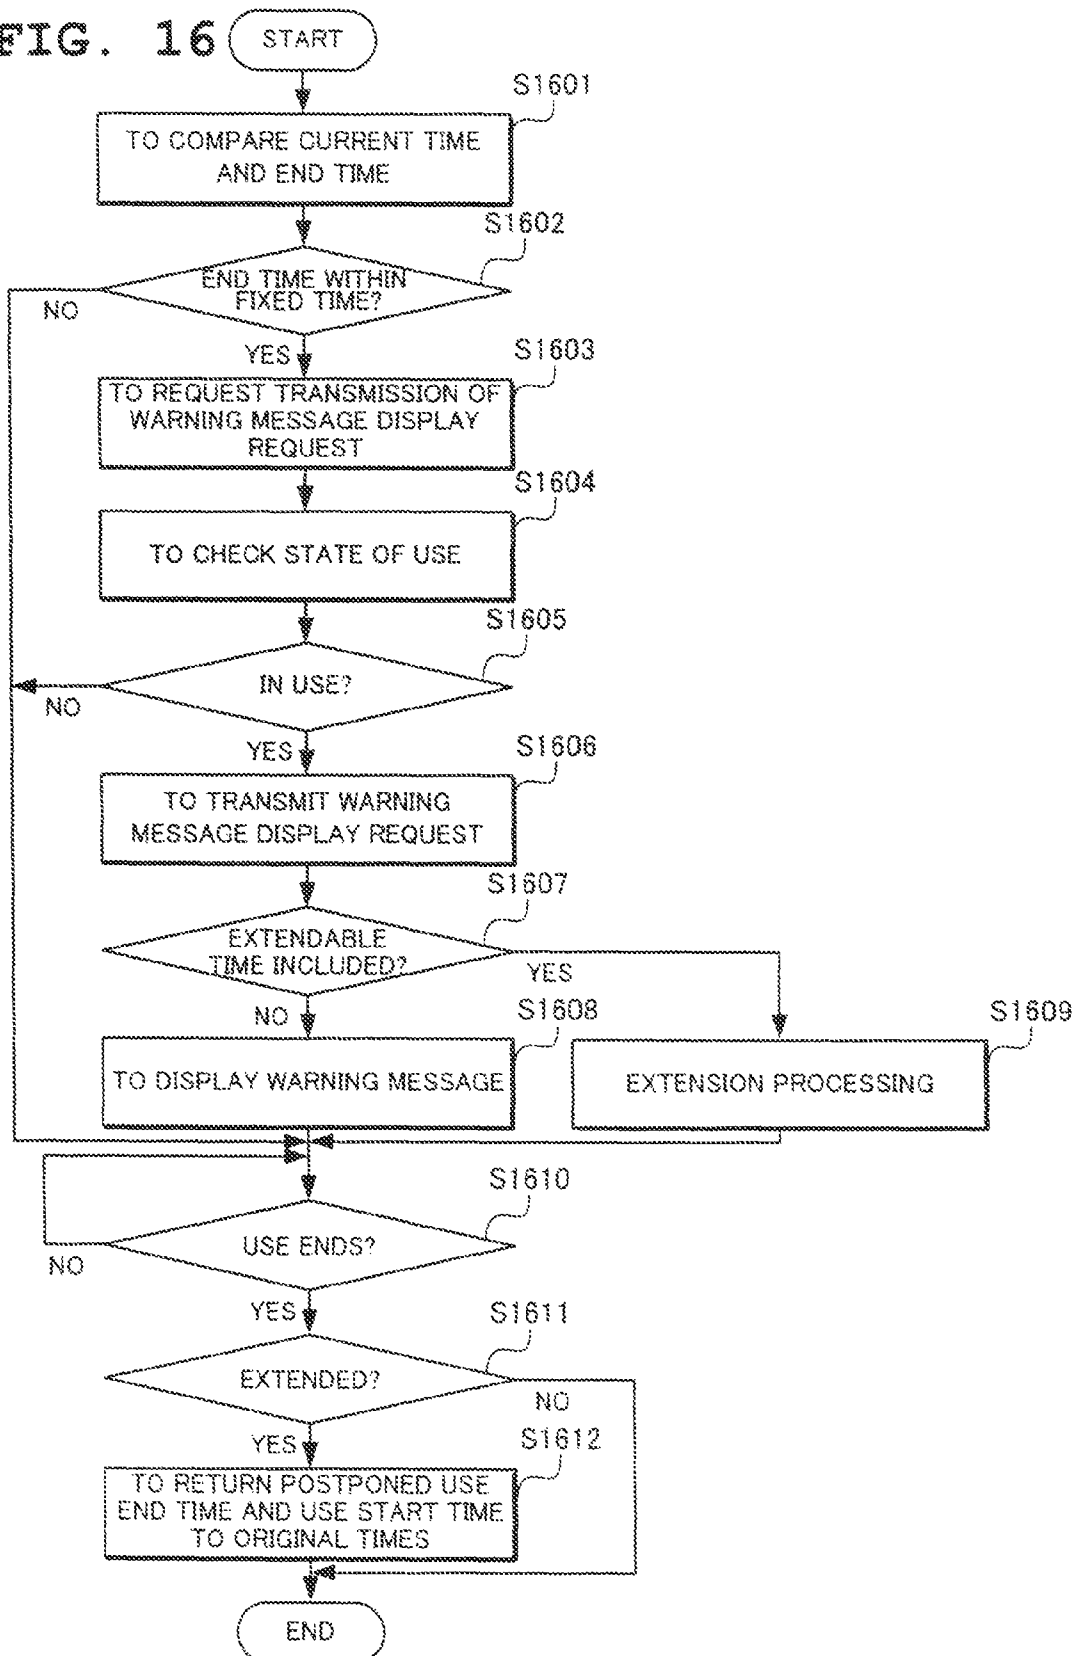 FIG. 16
START
S1601
TO COMPARE CURRENT TIME
AND END TIME
S1602
END TIME WITHIN
FIXED TIME?
NO
YES
S1603
TO REQUEST TRANSMISSION OF
WARNING MESSAGE DISPLAY
REQUEST
S1604
TO CHECK STATE OF USE
S1605
IN USE?
NO
YES
S1606
TO TRANSMIT WARNING
MESSAGE DISPLAY REQUEST
S1607
EXTENDABLE
TIME INCLUDED?
YES
NO
S1608
TO DISPLAY WARNING MESSAGE
S1609
EXTENSION PROCESSING
S1610
USE ENDS?
NO
YES
S1611
EXTENDED?
NO
YES
S1612
TO RETURN POSTPONED USE
END TIME AND USE START TIME
TO ORIGINAL TIMES
END